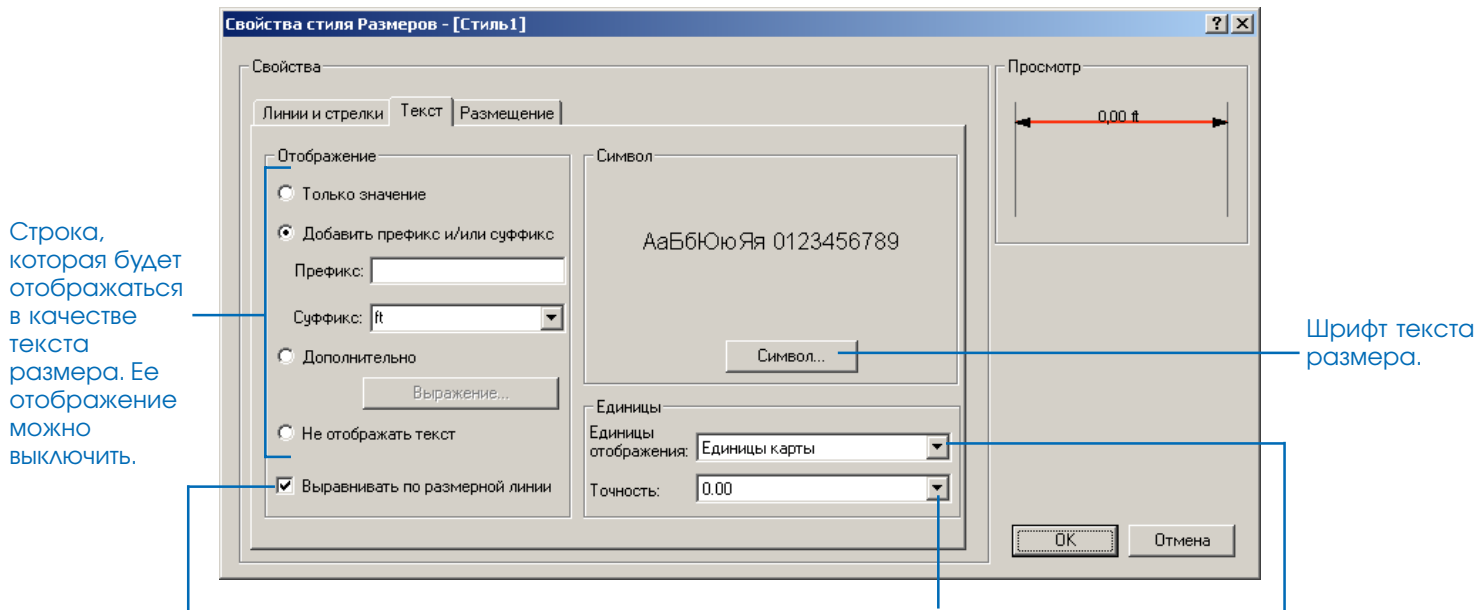 Свойства стиля Размеров - [Стиль1]
Свойства
Линии и стрелки
Текст
Размещение
Отображение
Только значение
Добавить префикс и/или суффикс
Префикс:
Суффикс: ft
Дополнительно
Выражение...
Не отображать текст
Выравнивать по размерной линии
Символ
АаБбЮюЯя 0123456789
Символ...
Единицы
Единицы
отображения: Единицы карты
Точность: 0.00
Просмотр
0,00 ft
OK
Отмена
Строка,
которая будет
отображаться
в качестве
текста
размера. Ее
отображение
можно
выключить.
Шрифт текста
размера.